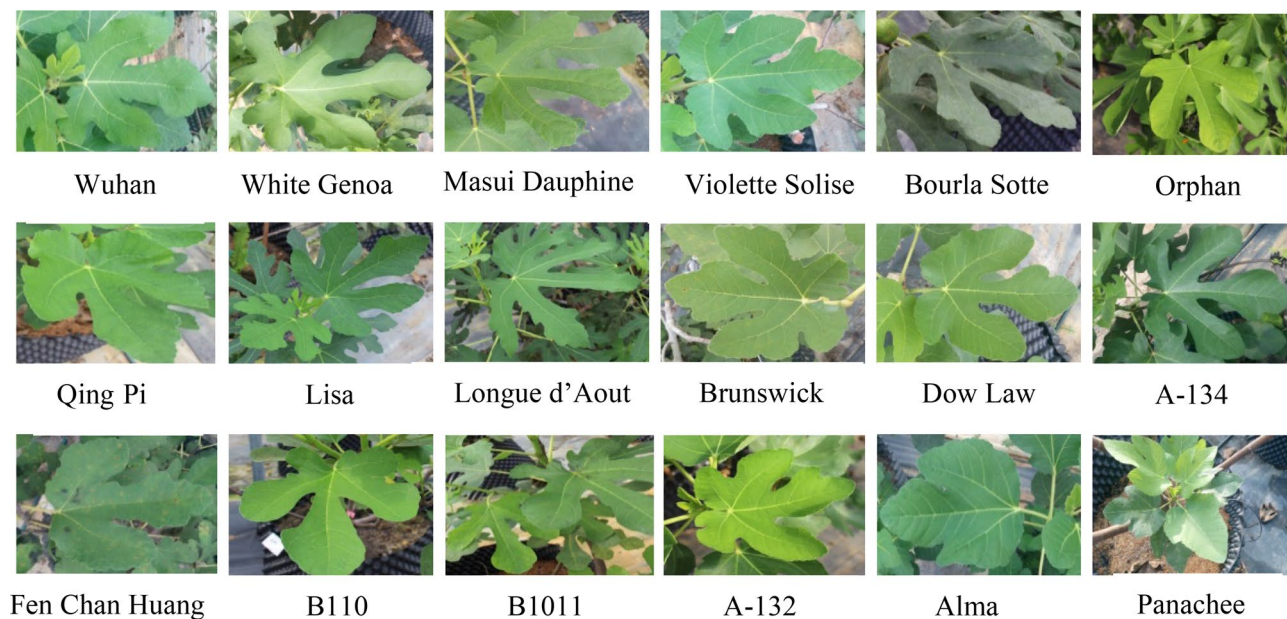 Wuhan
White Genoa
Masui Dauphine
Violette Solise
Bourla Sotte
Orphan
Qing Pi
Lisa
Longue d’Aout
Brunswick
Dow Law
A-134
Fen Chan Huang
B110
B1011
A-132
Alma
Panachee